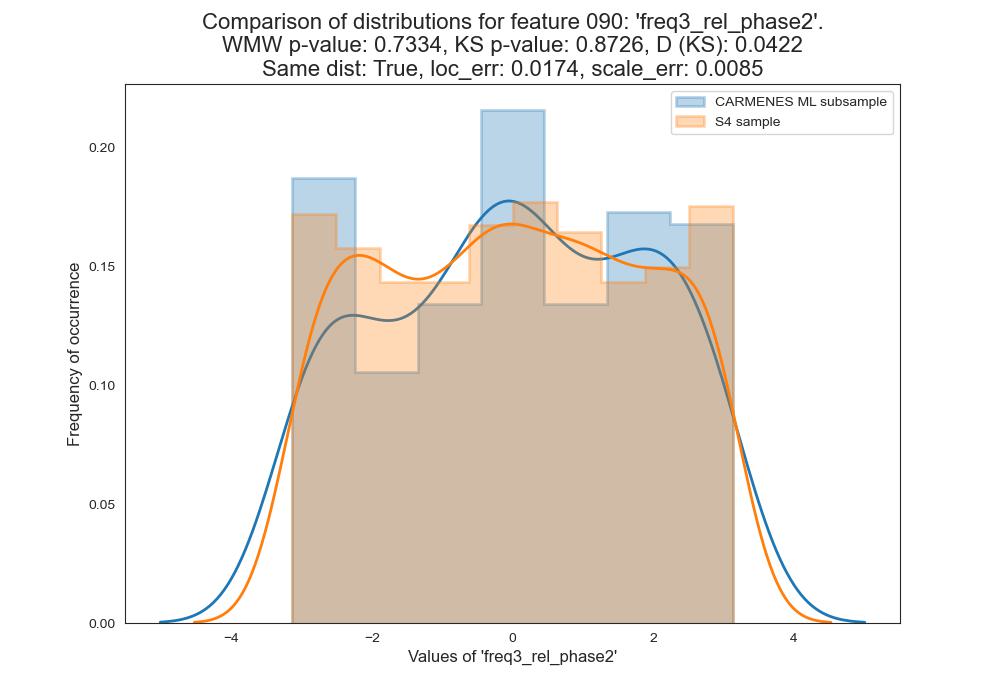 Comparison of distributions for feature 090: 'freq3_rel_phase2'.
WMW p-value: 0.7334, KS p-value: 0.8726, D (KS): 0.0422
Same dist: True, loc_err: 0.0174, scale_err: 0.0085
CARMENES ML subsample
S4 sample
Frequency of occurrence
0.20
0.15
0.10
0.05
0.00
−4
−2
0
2
4
Values of 'freq3_rel_phase2'